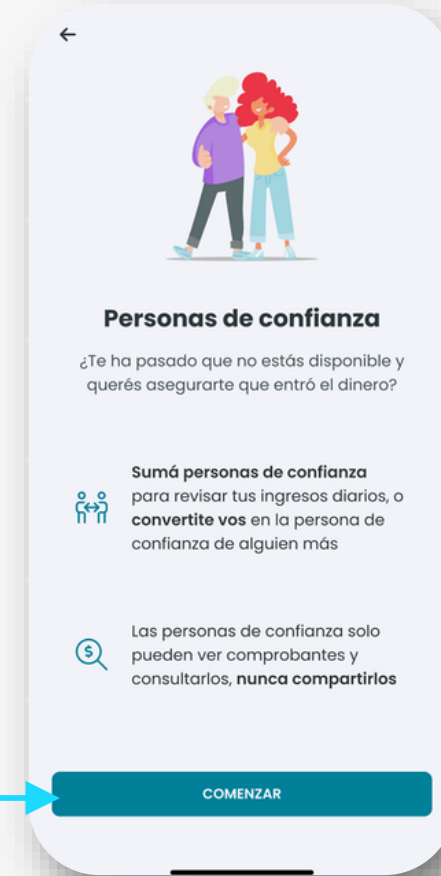 Personas de confianza
¿Te ha pasado que no estás disponible y
querés asegurarte que entró el dinero?
Sumá personas de confianza
para revisar tus ingresos diarios, o
convertite vos en la persona de
confianza de alguien más
$
Las personas de confianza solo
pueden ver comprobantes y
consultarlos, nunca compartirlos
COMENZAR